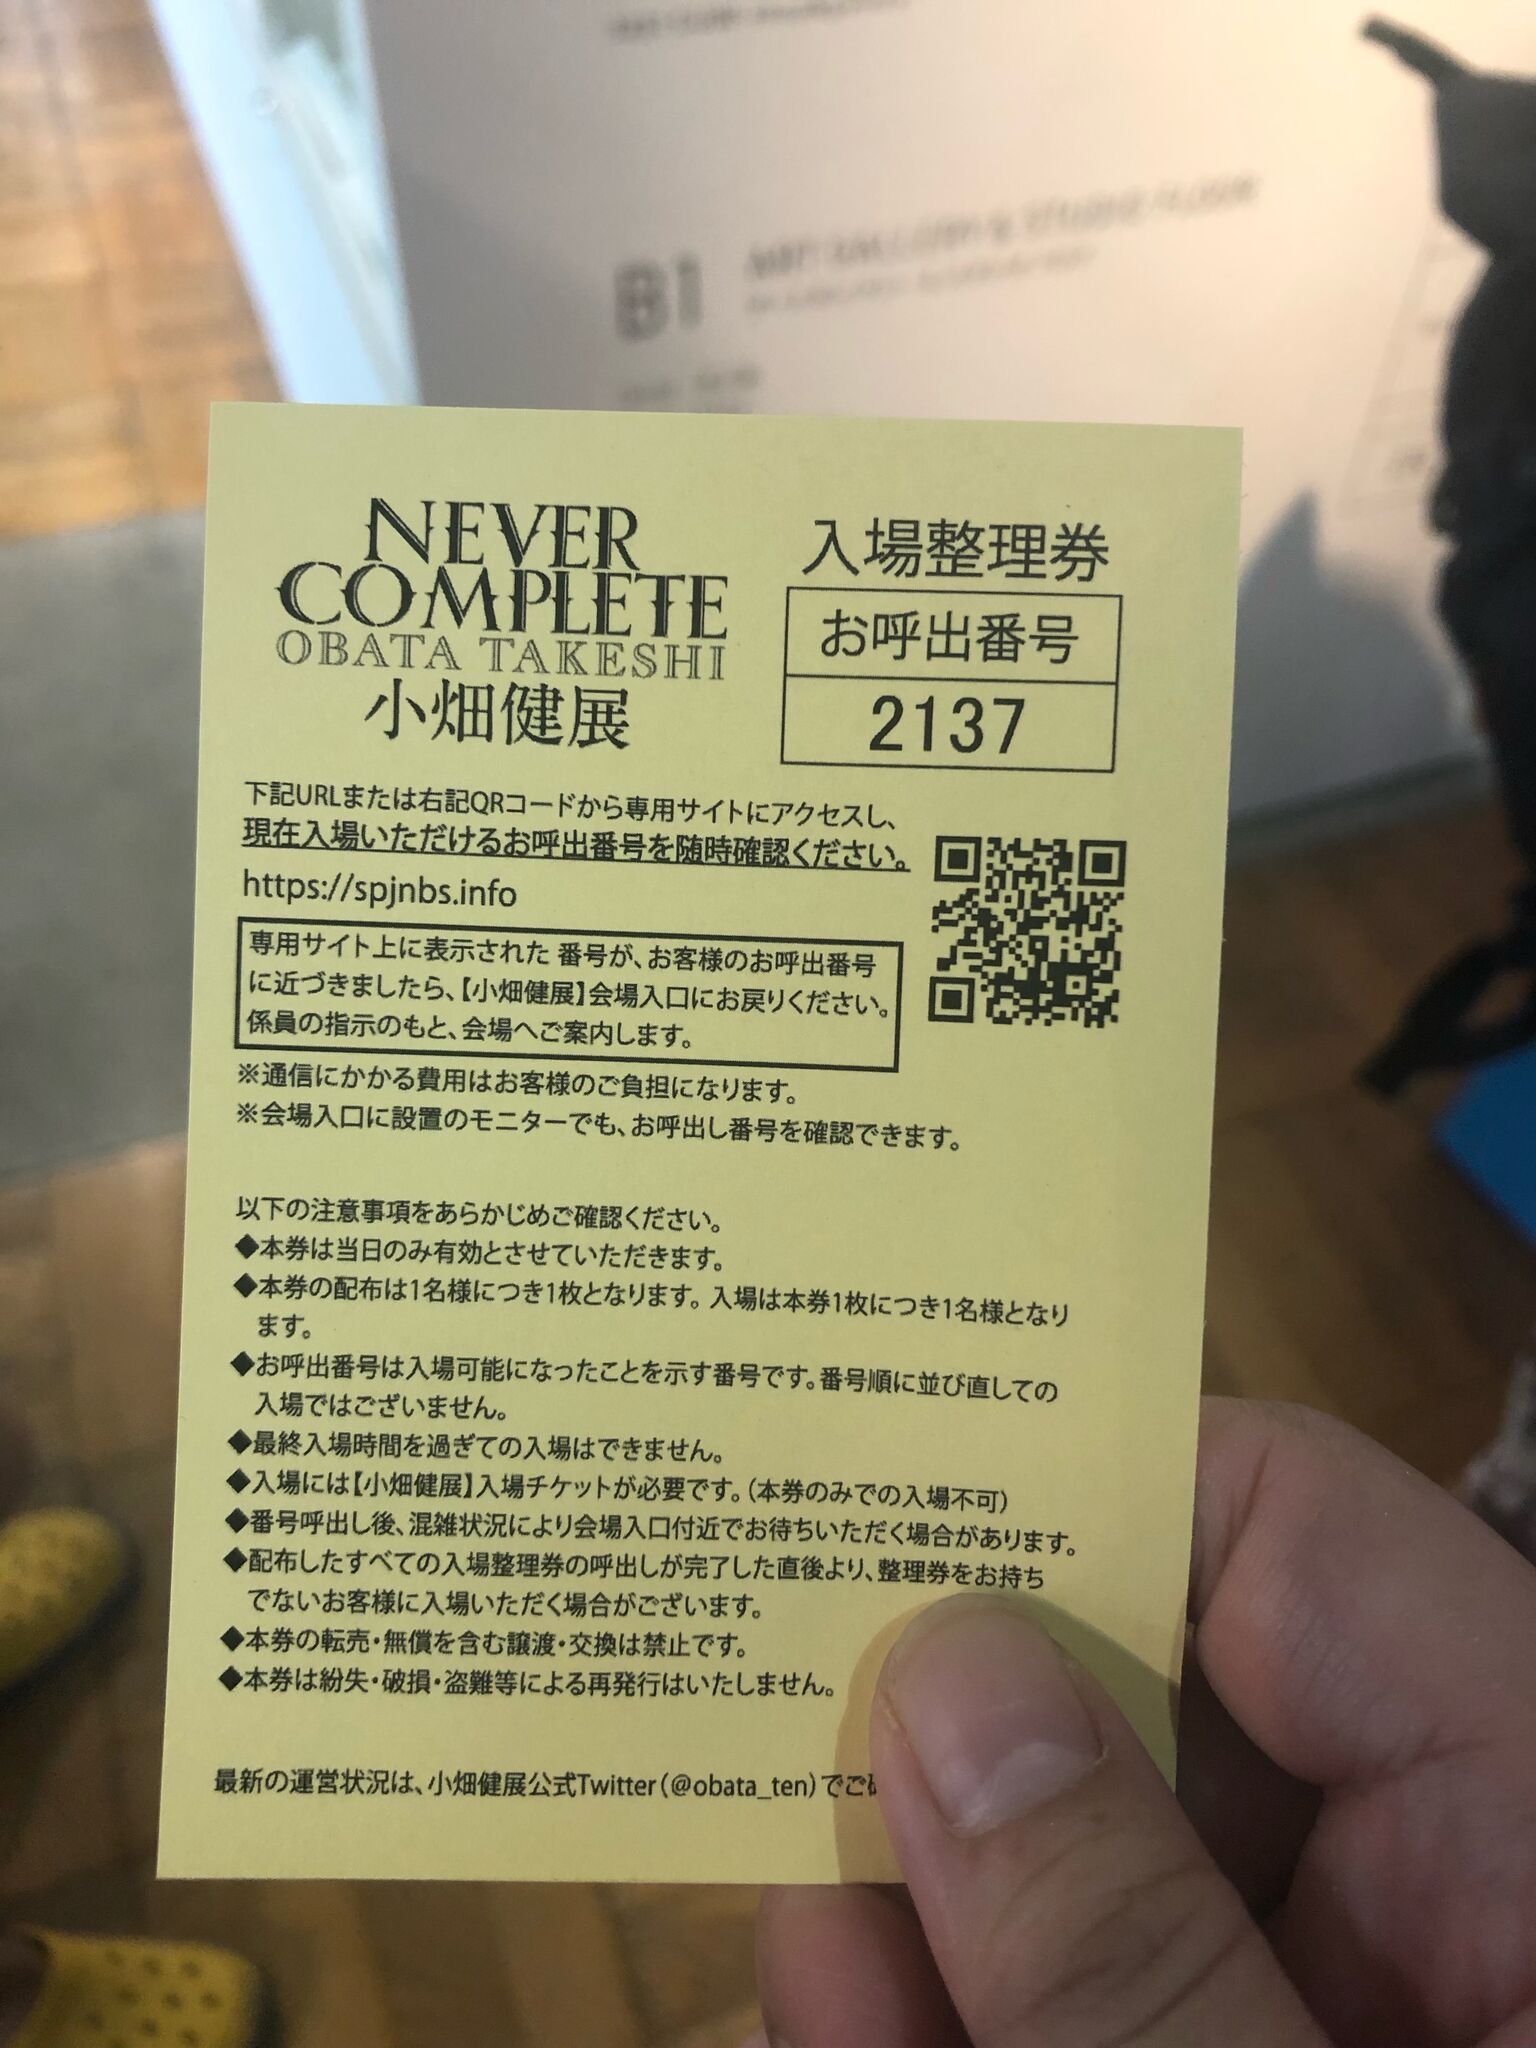 B1
NEVER
COMPLETE
OBATA TAKESHI
小畑健展
入場整理券
お呼出番号
2137
下記URLまたは右記QRコードから専用サイトにアクセスし、
現在入場いただけるお呼出番号を随時確認ください。
https://spjnbs.info
専用サイト上に表示された 番号が、お客様のお呼出番号
に近づきましたら、【小畑健展】会場入口にお戻りください。
係員の指示のもと、会場へご案内します。
※通信にかかる費用はお客様のご負担になります。
※会場入口に設置のモニターでも、お呼出し番号を確認できます。
以下の注意事項をあらかじめご確認ください。
◆本券は当日のみ有効とさせていただきます。
◆本券の配布は1名様につき1枚となります。入場は本券1枚につき1名様となり
ます。
◆お呼出番号は入場可能になったことを示す番号です。番号順に並び直しての
入場ではございません。
◆最終入場時間を過ぎての入場はできません。
◆入場には【小畑健展】入場チケットが必要です。(本券のみでの入場不可)
◆番号呼出し後、混雑状況により会場入口付近でお待ちいただく場合があります。
◆配布したすべての入場整理券の呼出しが完了した直後より、整理券をお持ち
でないお客様に入場いただく場合がございます。
◆本券の転売・無償を含む譲渡・交換は禁止です。
◆本券は紛失・破損・盗難等による再発行はいたしません。
最新の運営状況は、小畑健展公式Twitter(@obata_ten)でご